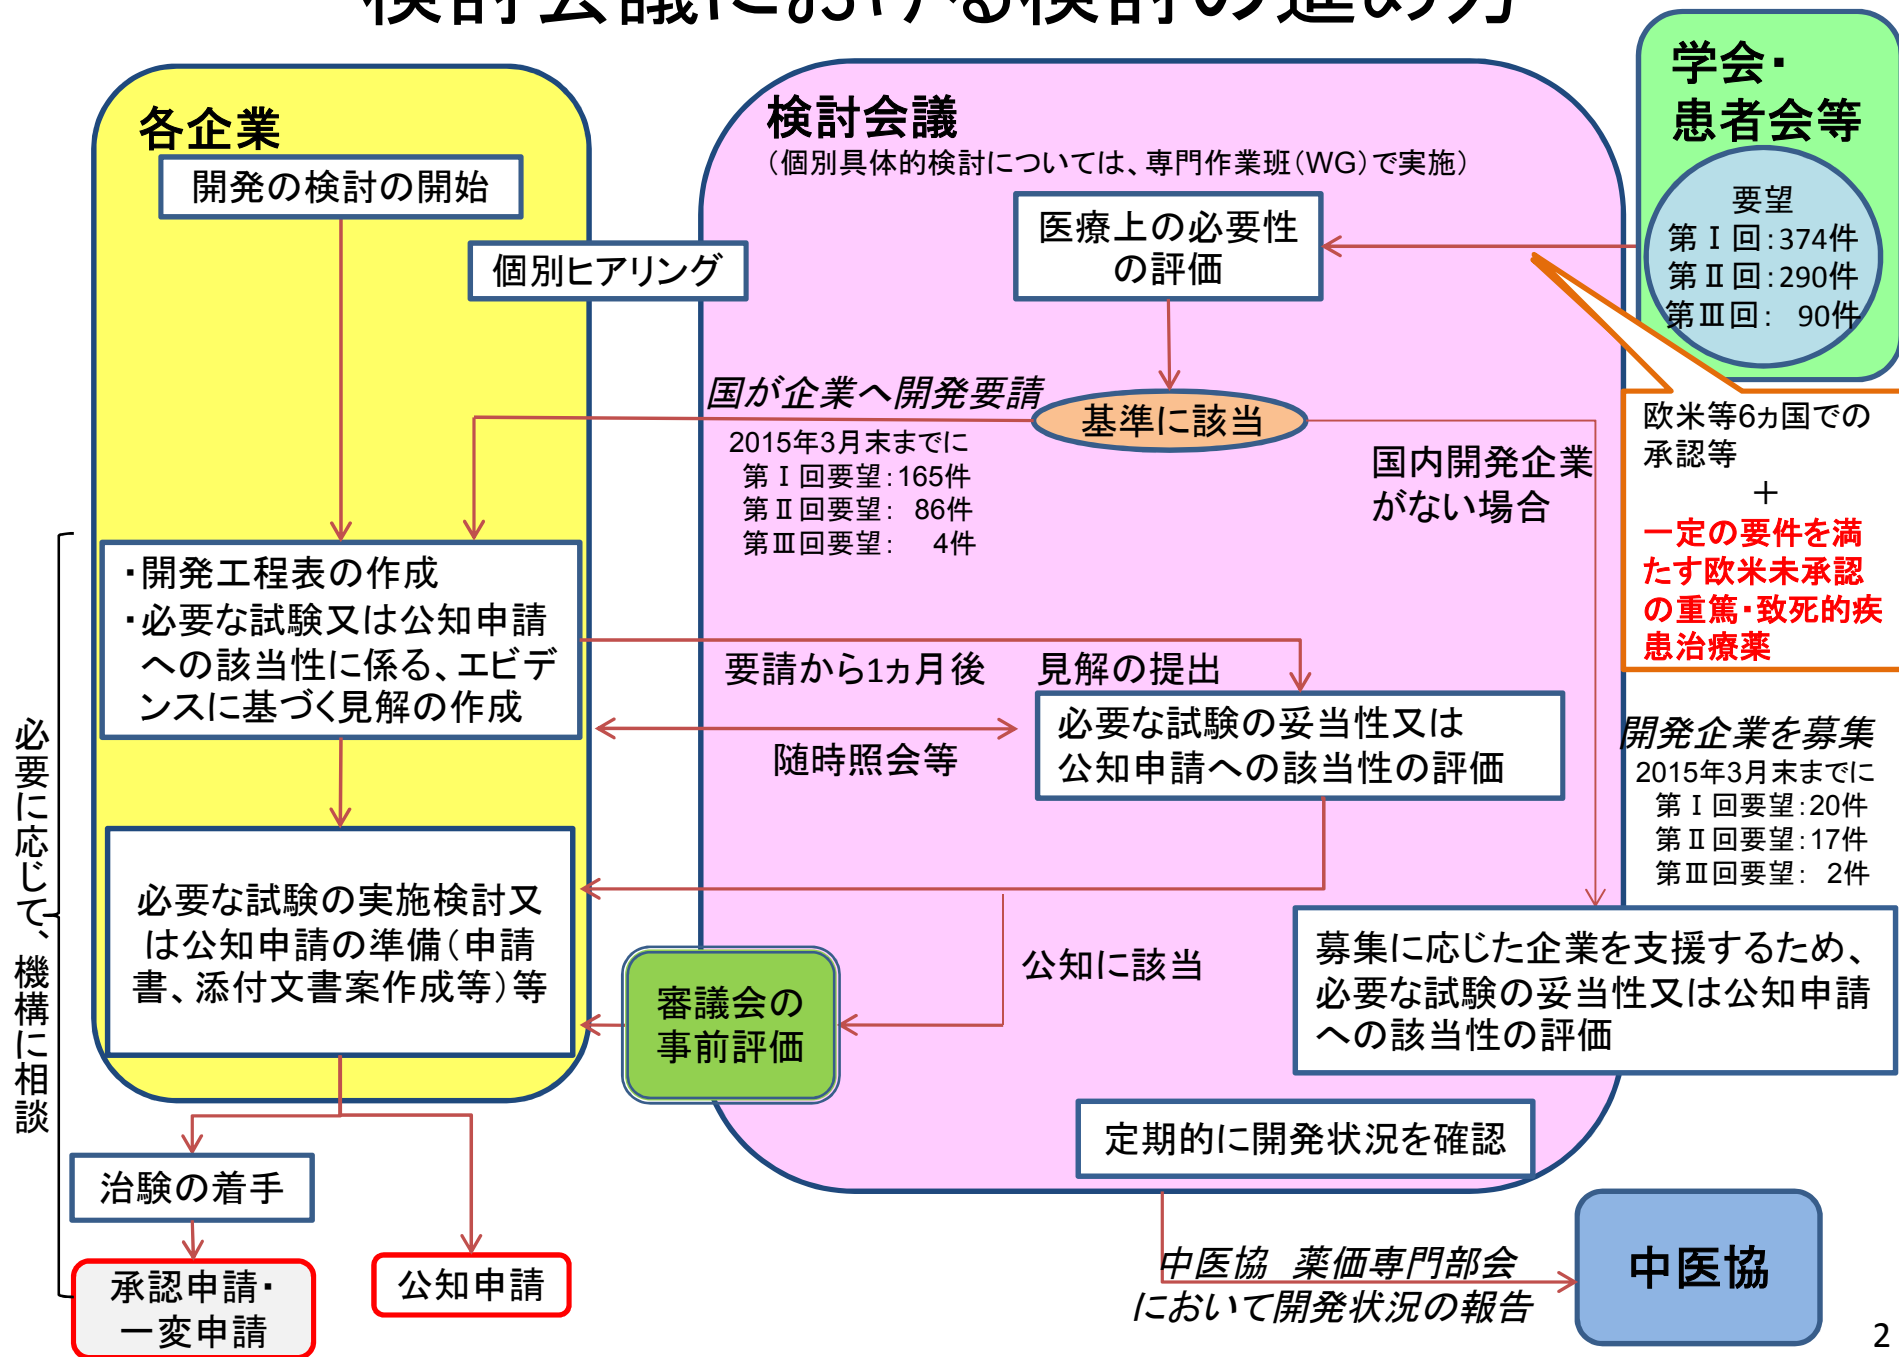 検討会議における検討の進め方
学会・
患者会等
要望
第Ⅰ回:374件
第Ⅱ回:290件
第Ⅲ回: 90件
各企業
開発の検討の開始
個別ヒアリング
検討会議
(個別具体的検討については、専門作業班(WG)で実施)
医療上の必要性
の評価
基準に該当
国が企業へ開発要請
2015年3月末までに
第Ⅰ回要望:165件
第Ⅱ回要望: 86件
第Ⅲ回要望: 4件
国内開発企業
がない場合
欧米等6ヵ国での
承認等
+
一定の要件を満
たす欧米未承認
の重篤・致死的疾
患治療薬
・開発工程表の作成
・必要な試験又は公知申請
への該当性に係る、エビデ
ンスに基づく見解の作成
要請から1ヵ月後 見解の提出
随時照会等
必要な試験の妥当性又は
公知申請への該当性の評価
開発企業を募集
2015年3月末までに
第Ⅰ回要望:20件
第Ⅱ回要望:17件
第Ⅲ回要望: 2件
必要な試験の実施検討又
は公知申請の準備(申請
書、添付文書案作成等)等
審議会の
事前評価
公知に該当
募集に応じた企業を支援するため、
必要な試験の妥当性又は公知申請
への該当性の評価
定期的に開発状況を確認
必要に応じて、機構に相談
治験の着手
承認申請・
一変申請
公知申請
中医協 薬価専門部会
において開発状況の報告
中医協
2